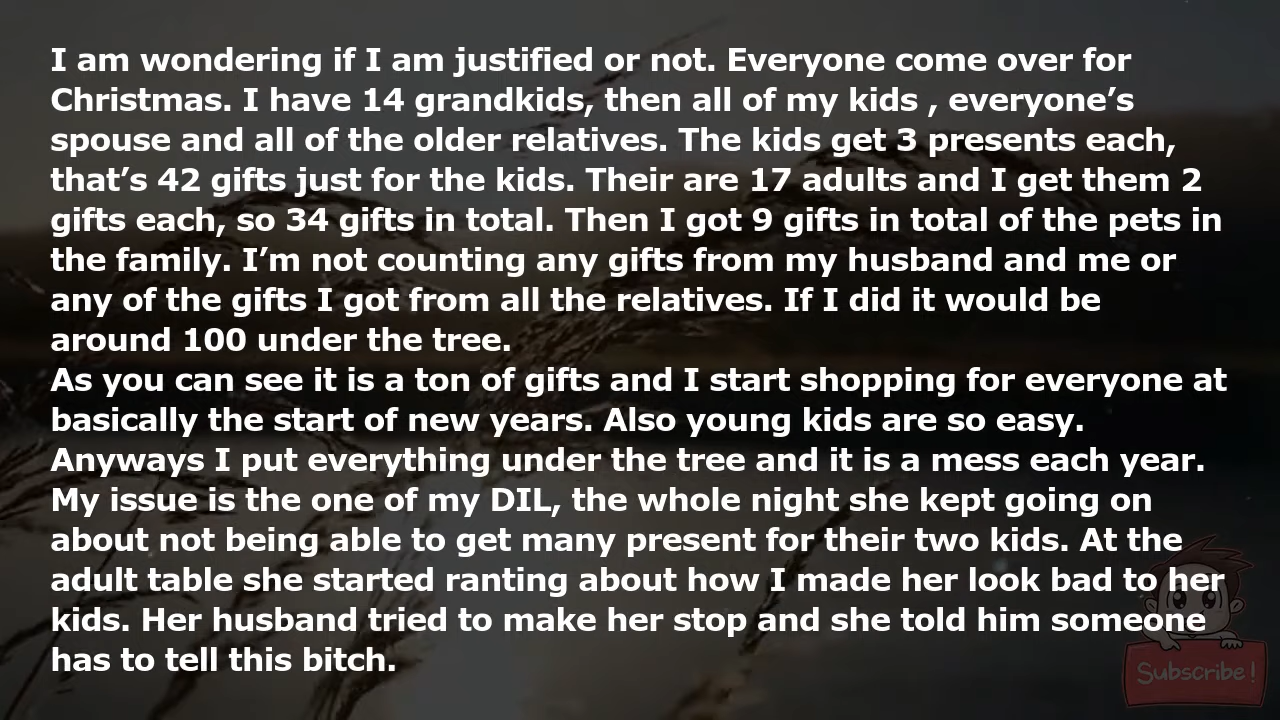 I am wondering if I am justified or not. Everyone come over for
Christmas. I have 14 grandkids, then all of my kids , everyone’s
spouse and all of the older relatives. The kids get 3 presents each,
that’s 42 gifts just for the kids. Their are 17 adults and I get them 2
gifts each, so 34 gifts in total. Then I got 9 gifts in total of the pets in
the family. I’m not counting any gifts from my husband and me or
any of the gifts I got from all the relatives. If I did it would be
around 100 under the tree.
As you can see it is a ton of gifts and I start shopping for everyone at
basically the start of new years. Also young kids are so easy.
Anyways I put everything under the tree and it is a mess each year.
My issue is the one of my DIL, the whole night she kept going on
about not being able to get many present for their two kids. At the
adult table she started ranting about how I made her look bad to her
kids. Her husband tried to make her stop and she told him someone
has to tell this bitch.
Subscribe!